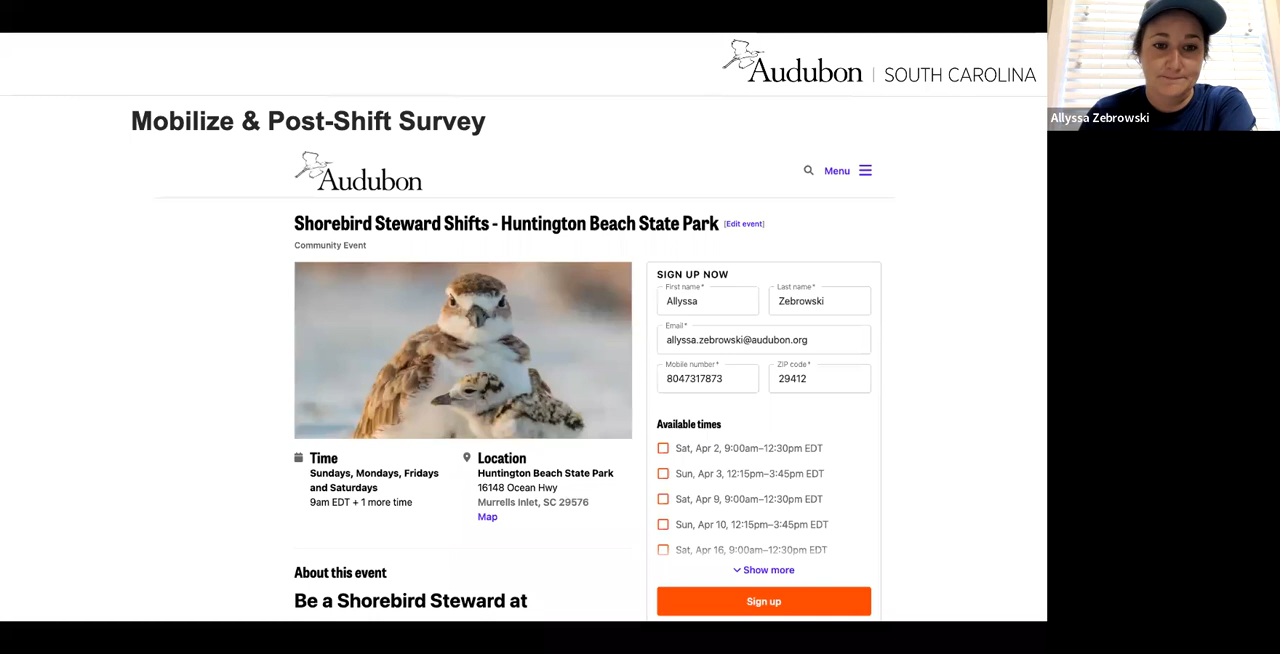 Audubon | SOUTH CAROLINA
Allyssa Zebrowski
Mobilize & Post-Shift Survey
Audubon
Menu
Shorebird Steward Shifts - Huntington Beach State Park [Edit event]
Community Event
Time
Sundays, Mondays, Fridays
and Saturdays
9am EDT + 1 more time
Location
Huntington Beach State Park
16148 Ocean Hwy
Murrells Inlet, SC 29576
Map
About this event
Be a Shorebird Steward at
SIGN UP NOW
First name*
Allyssa
Last name*
Zebrowski
Email*
allyssa.zebrowski@audubon.org
Mobile number*
8047317873
ZIP code*
29412
Available times
Sat, Apr 2, 9:00am–12:30pm EDT
Sun, Apr 3, 12:15pm–3:45pm EDT
Sat, Apr 9, 9:00am–12:30pm EDT
Sun, Apr 10, 12:15pm–3:45pm EDT
Sat, Apr 16, 9:00am–12:30pm EDT
Show more
Sign up